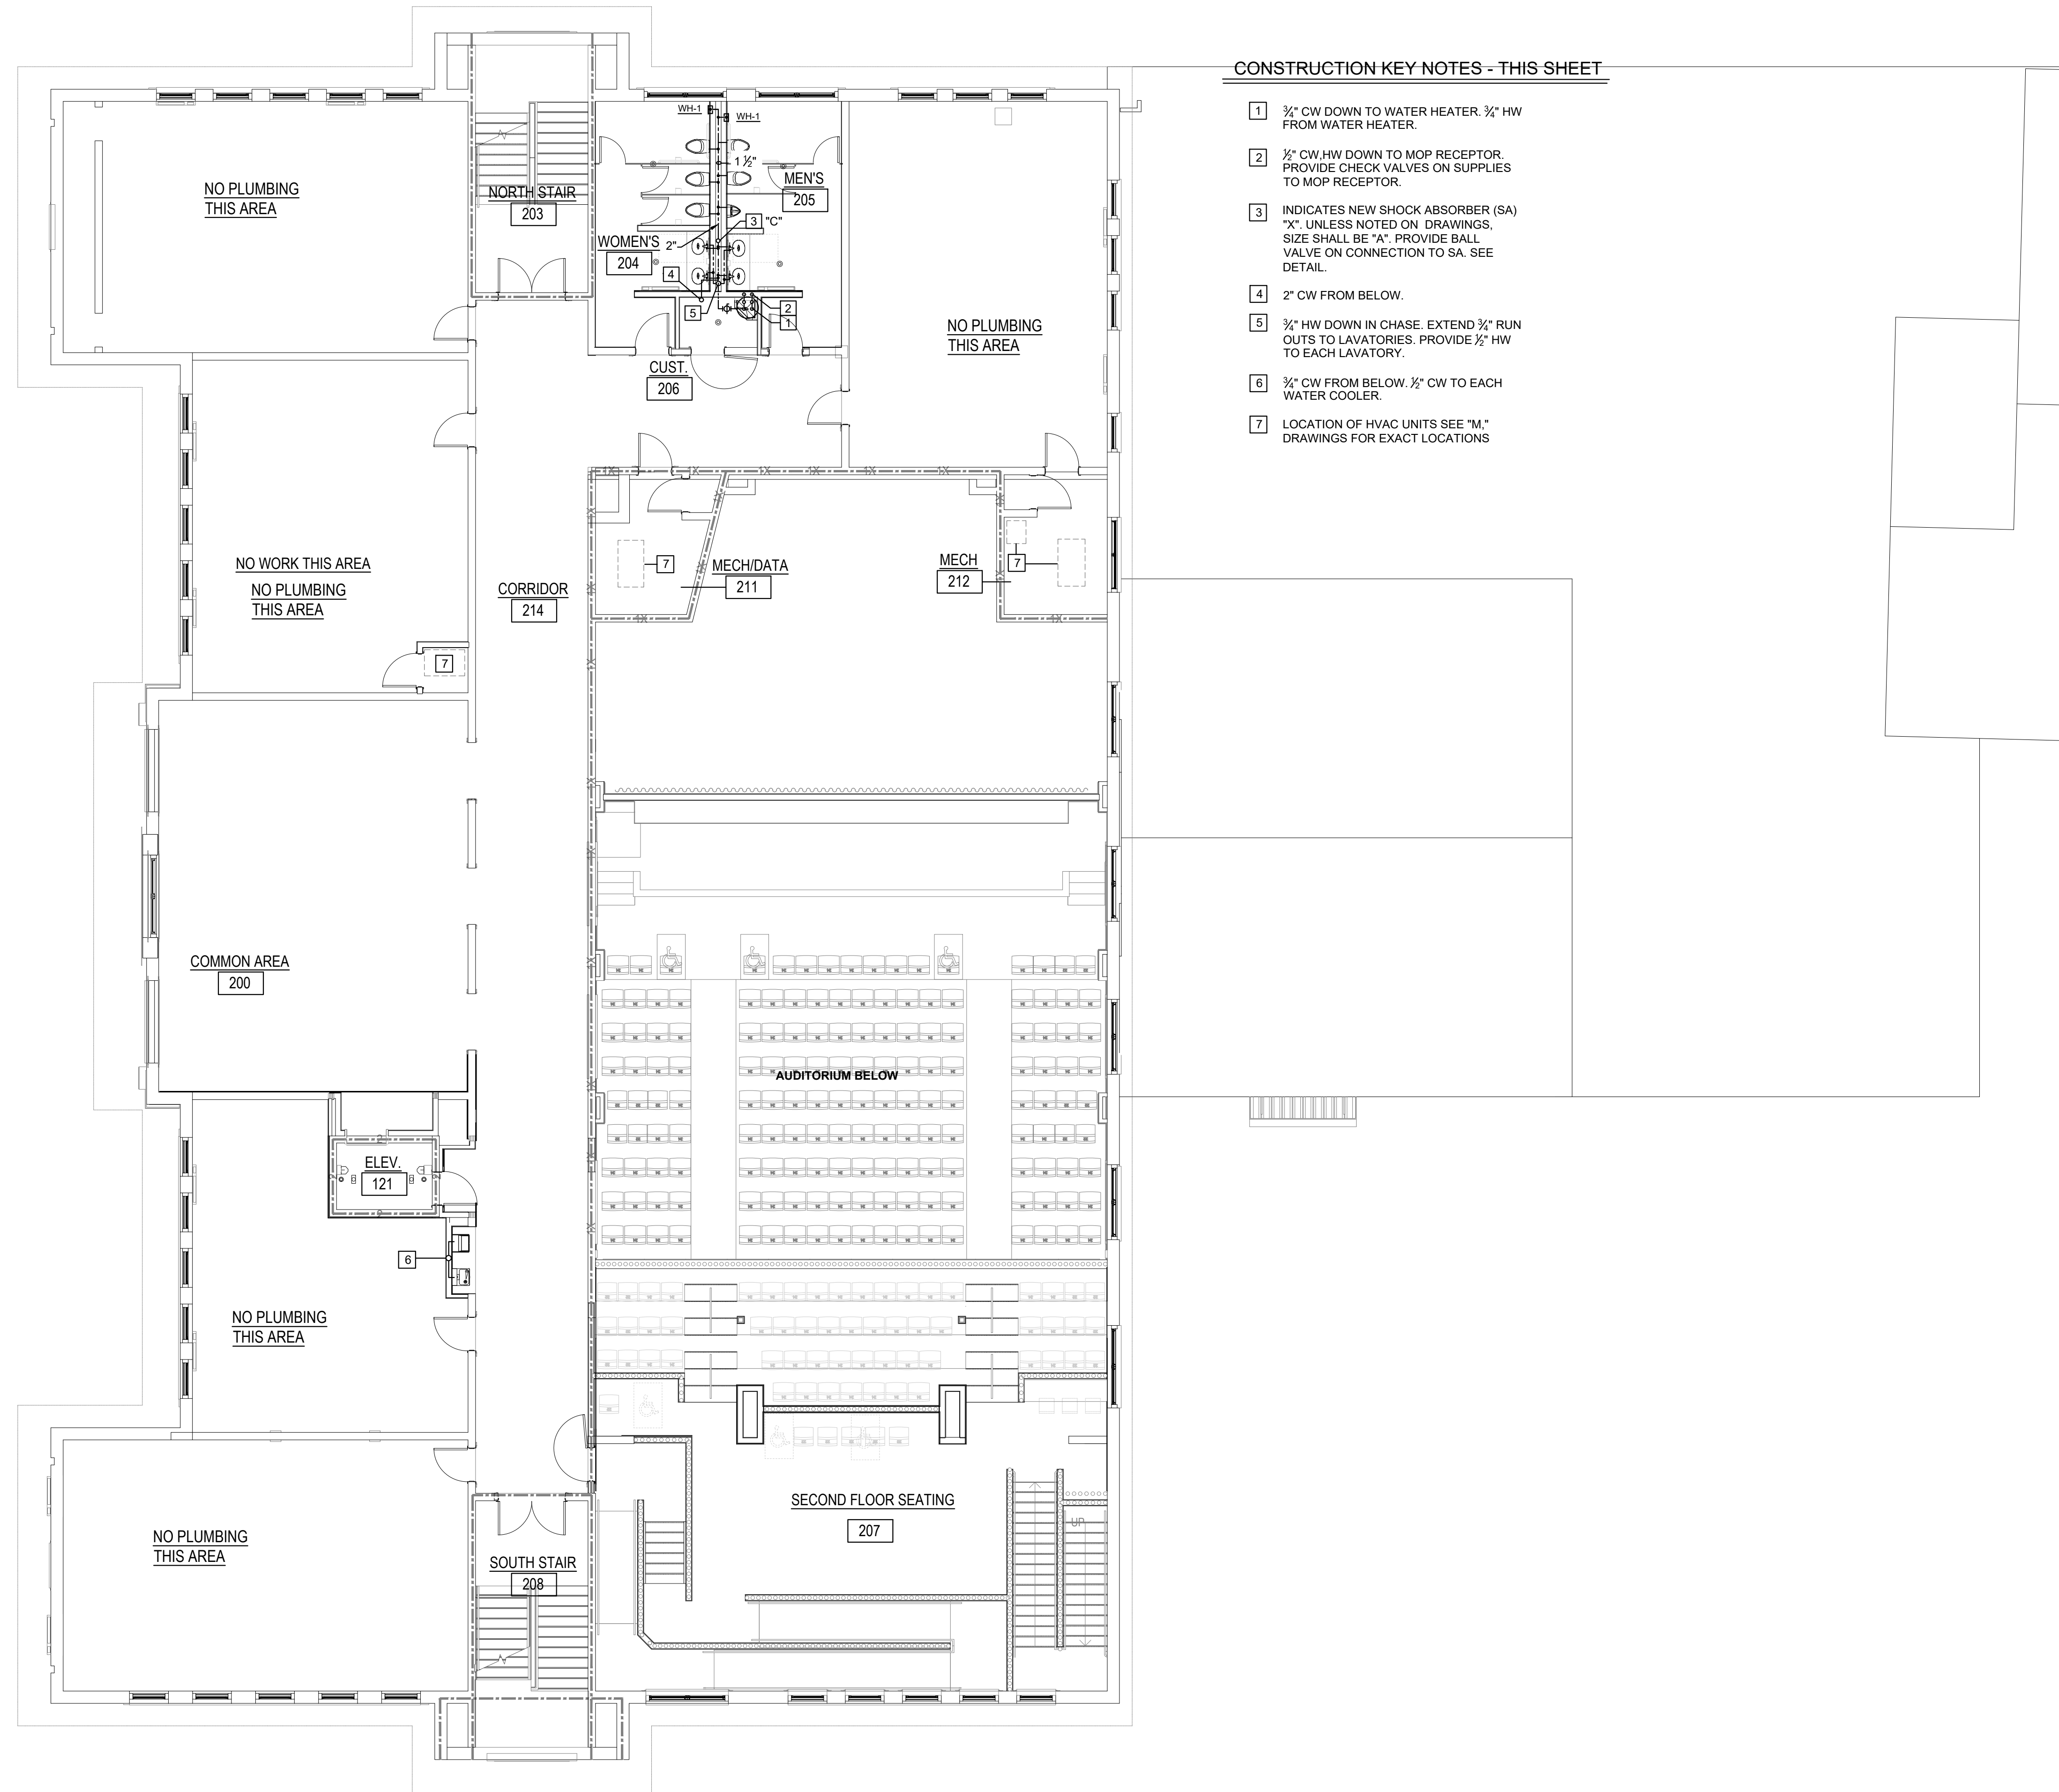 CONSTRUCTION KEY NOTES - THIS SHEET
1 ¾" CW DOWN TO WATER HEATER. ¾" HW
FROM WATER HEATER.
2 ½" CW,HW DOWN TO MOP RECEPTOR.
PROVIDE CHECK VALVES ON SUPPLIES
TO MOP RECEPTOR.
3 INDICATES NEW SHOCK ABSORBER (SA)
"X". UNLESS NOTED ON DRAWINGS,
SIZE SHALL BE "A". PROVIDE BALL
VALVE ON CONNECTION TO SA. SEE
DETAIL.
4 2" CW FROM BELOW.
5 ¾" HW DOWN IN CHASE. EXTEND ¾" RUN
OUTS TO LAVATORIES. PROVIDE ½" HW
TO EACH LAVATORY.
6 ¾" CW FROM BELOW. ½" CW TO EACH
WATER COOLER.
7 LOCATION OF HVAC UNITS SEE "M,"
DRAWINGS FOR EXACT LOCATIONS
WH-1
WH-1
1 ½"
NO PLUMBING
THIS AREA
NORTH STAIR
203
MEN'S
205
3 "C"
WOMEN'S
204
2"
4
5
2
1
NO PLUMBING
THIS AREA
CUST.
206
NO WORK THIS AREA
NO PLUMBING
THIS AREA
7
CORRIDOR
214
7
MECH/DATA
211
MECH
212
7
COMMON AREA
200
AUDITORIUM BELOW
ELEV.
121
6
NO PLUMBING
THIS AREA
SECOND FLOOR SEATING
207
UP
NO PLUMBING
THIS AREA
SOUTH STAIR
208